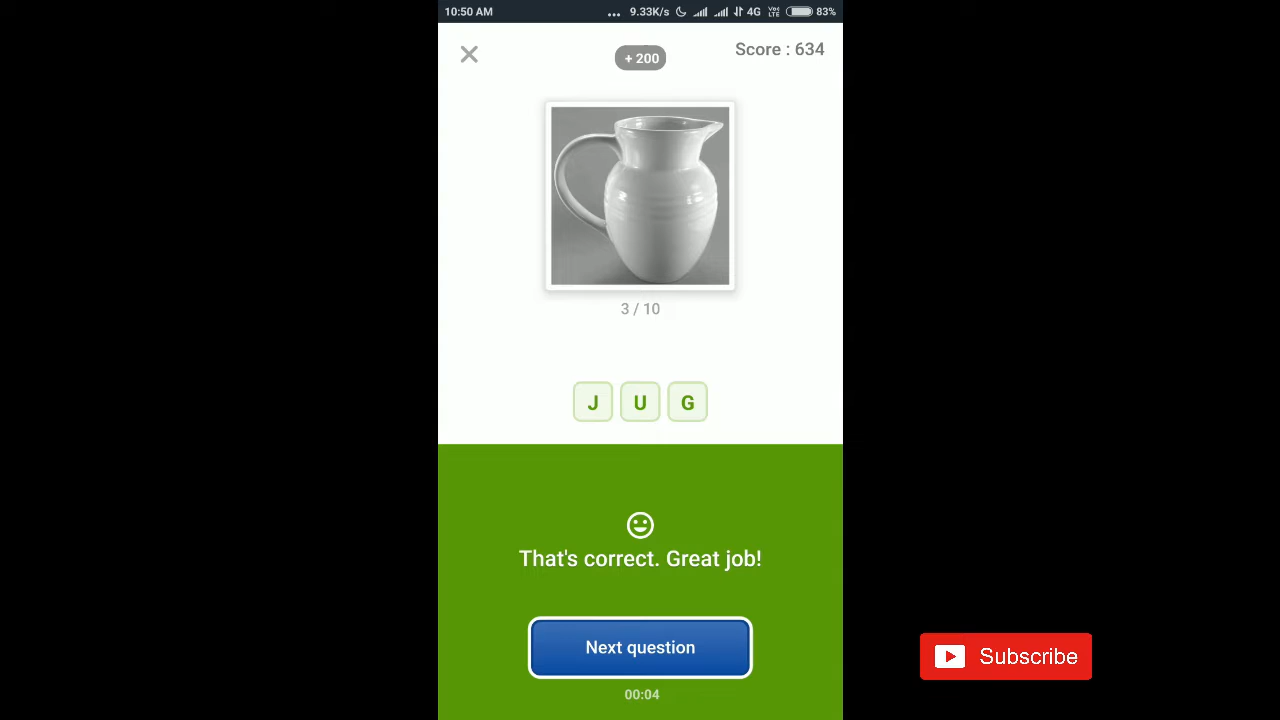 10:50 AM ... 9.33K/s 4G VoLTE 83%
+ 200
Score : 634
3 / 10
J U G
That's correct. Great job!
Next question
00:04
Subscribe